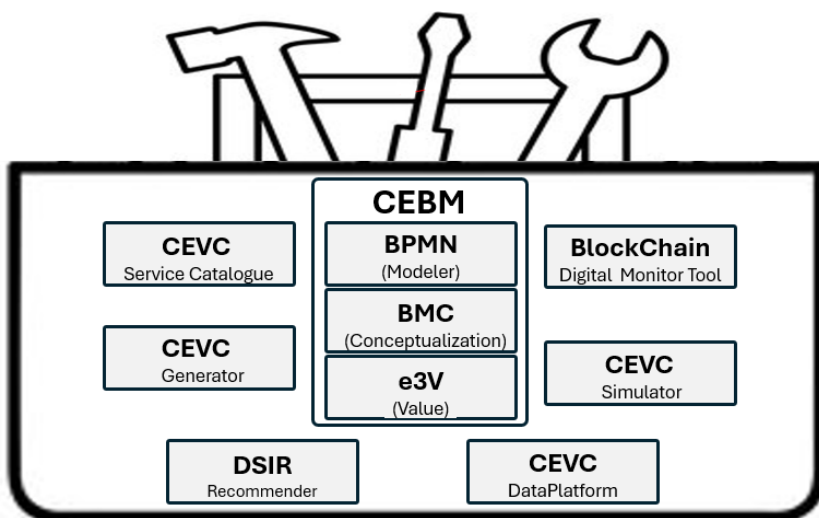 CEBM
CEVC
Service Catalogue
BPMN
(Modeler)
BlockChain
Digital Monitor Tool
BMC
(Conceptualization)
CEVC
Generator
e3V
(Value)
CEVC
Simulator
DSIR
Recommender
CEVC
DataPlatform